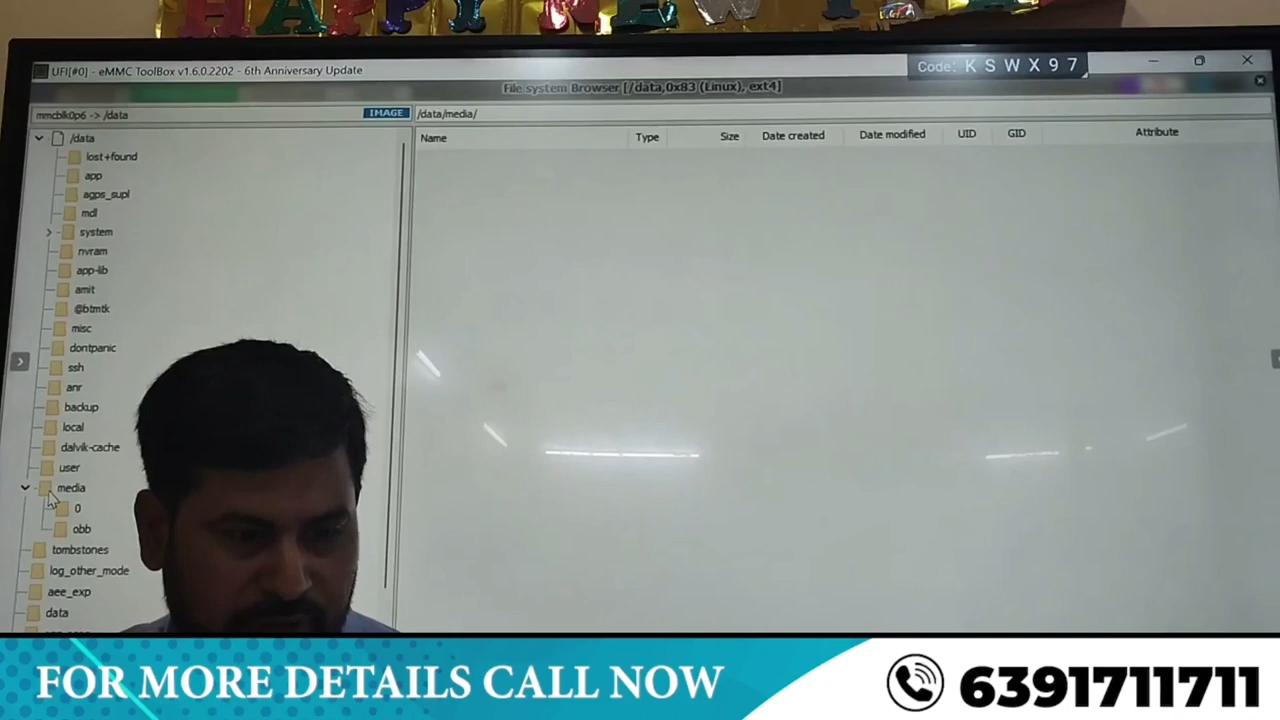 HAPPY NEW
UFI[#0] - eMMC ToolBox v1.6.0.2202 - 6th Anniversary Update
Code: K S W X 9 7
File system Browser [/data,0x83 (Linux), ext4]
mmcblk0p6 -> /data
IMAGE
/data/media/
Name Type Size Date created Date modified UID GID Attribute
/data
lost+found
app
agps_supl
mdl
system
nvram
app-lib
amit
@btmtk
misc
dontpanic
ssh
anr
backup
local
dalvik-cache
user
media
0
obb
tombstones
log_other_mode
aee_exp
data
FOR MORE DETAILS CALL NOW
6391711711